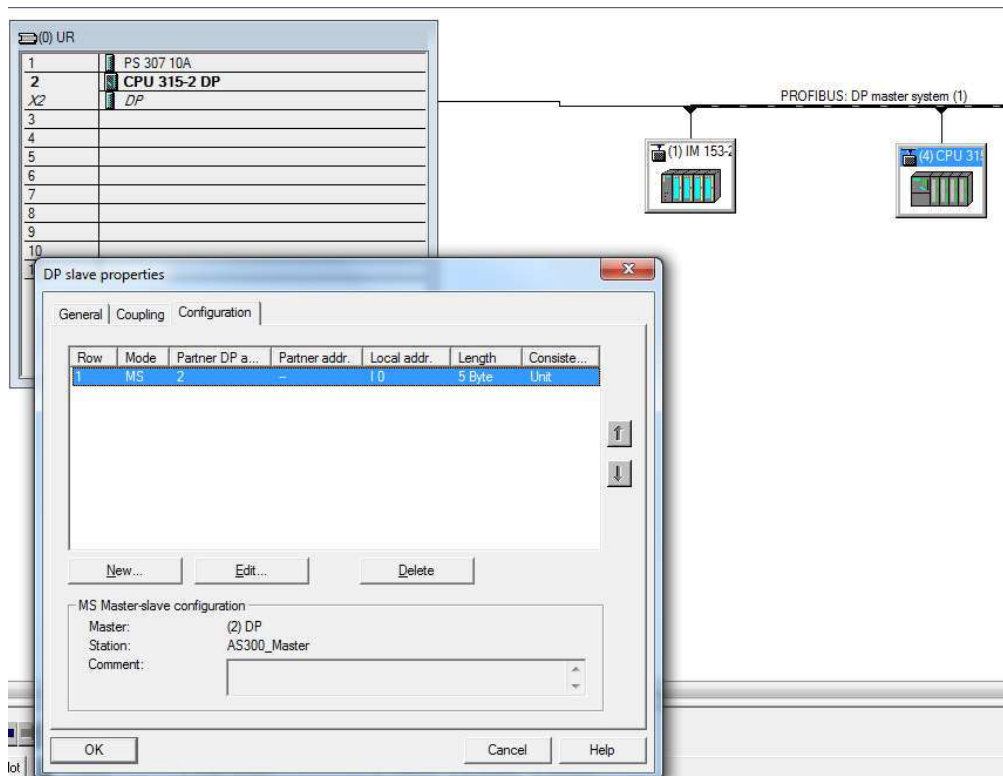 (0) UR
1 PS 307 10A
2 CPU 315-2 DP
X2 DP
3
4
5
6
7
8
9
10
1
PROFIBUS: DP master system (1)
(1) IM 153-2
(4) CPU 31
DP slave properties
General Coupling Configuration
Row Mode Partner DP a... Partner addr. Local addr. Length Consiste...
1 MS 2 -- I 0 5 Byte Unit
New... Edit... Delete
MS Master-slave configuration
Master: (2) DP
Station: AS300_Master
Comment:
OK Cancel Help
lot